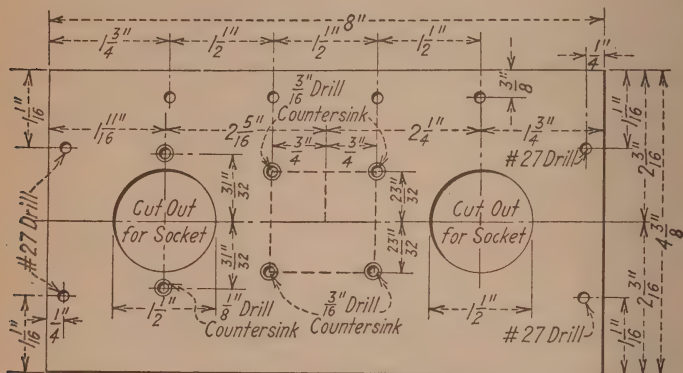 8"
1 3/4" 1 1/2" 1 1/2" 1 1/2" 1/4"
3/16" Drill
Countersink
3/8"
1 1/16"
1 11/16" 2 5/16" 2 1/4" 1 3/4"
1 1/16"
3/4" 3/4"
#27 Drill
2 3/16"
31/32"
23/32"
Cut Out
for Socket
Cut Out
for Socket
4 3/8"
#27 Drill
31/32"
23/32"
2 3/16"
1 1/2"
1/8" Drill
Countersink
3/16" Drill
Countersink
1 1/2"
#27 Drill
1 1/16"
1/4"
1 1/16"